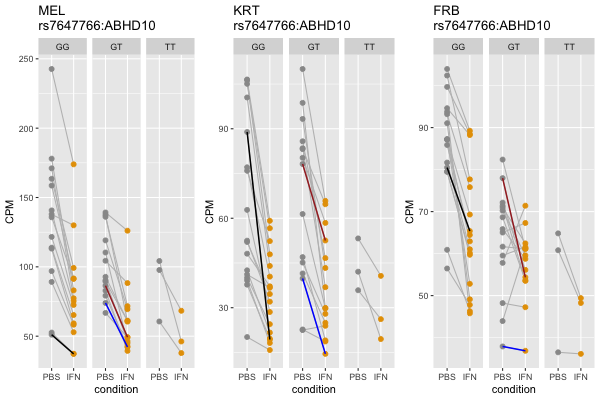 MEL
rs7647766:ABHD10
GG GT TT
250
200
150
100
50
CPM
PBS IFN PBS IFN PBS IFN
condition
KRT
rs7647766:ABHD10
GG GT TT
90
60
30
CPM
PBS IFN PBS IFN PBS IFN
condition
FRB
rs7647766:ABHD10
GG GT TT
90
70
50
CPM
PBS IFN PBS IFN PBS IFN
condition